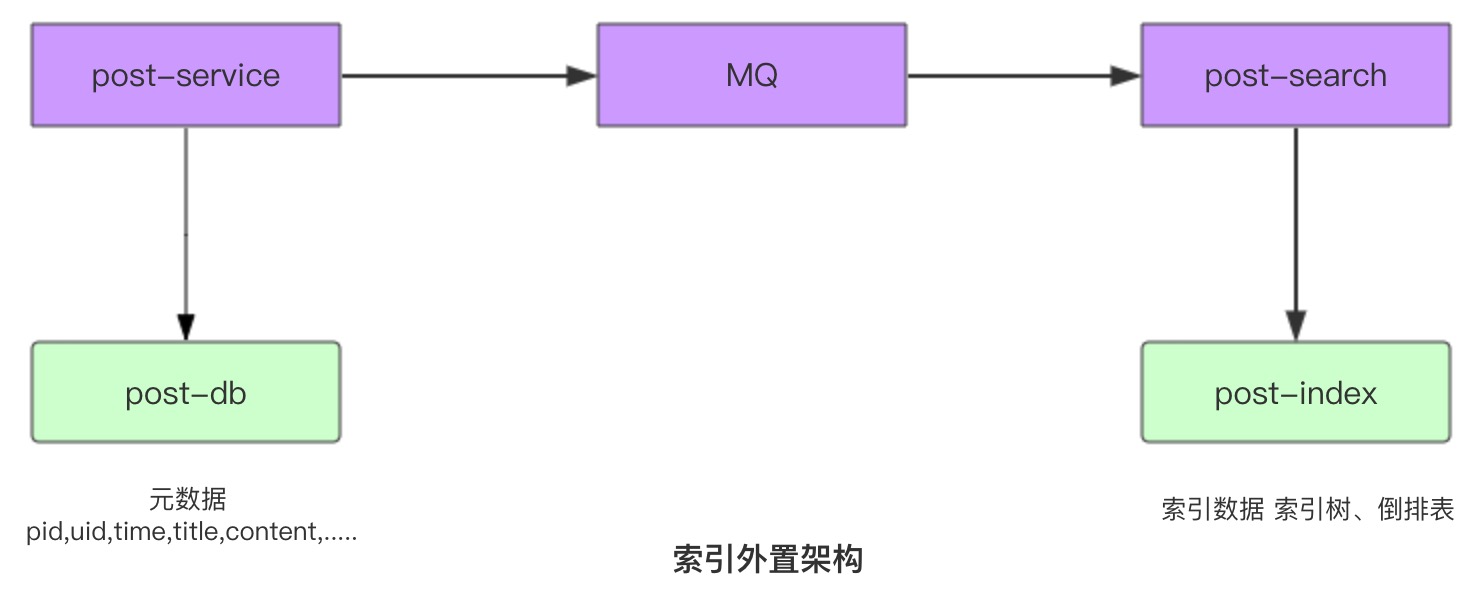 post–service
MQ
post–search
post–db
post–index
元数据
pid,uid,time,title,content,.....
索引数据 索引树、倒排表
索引外置架构